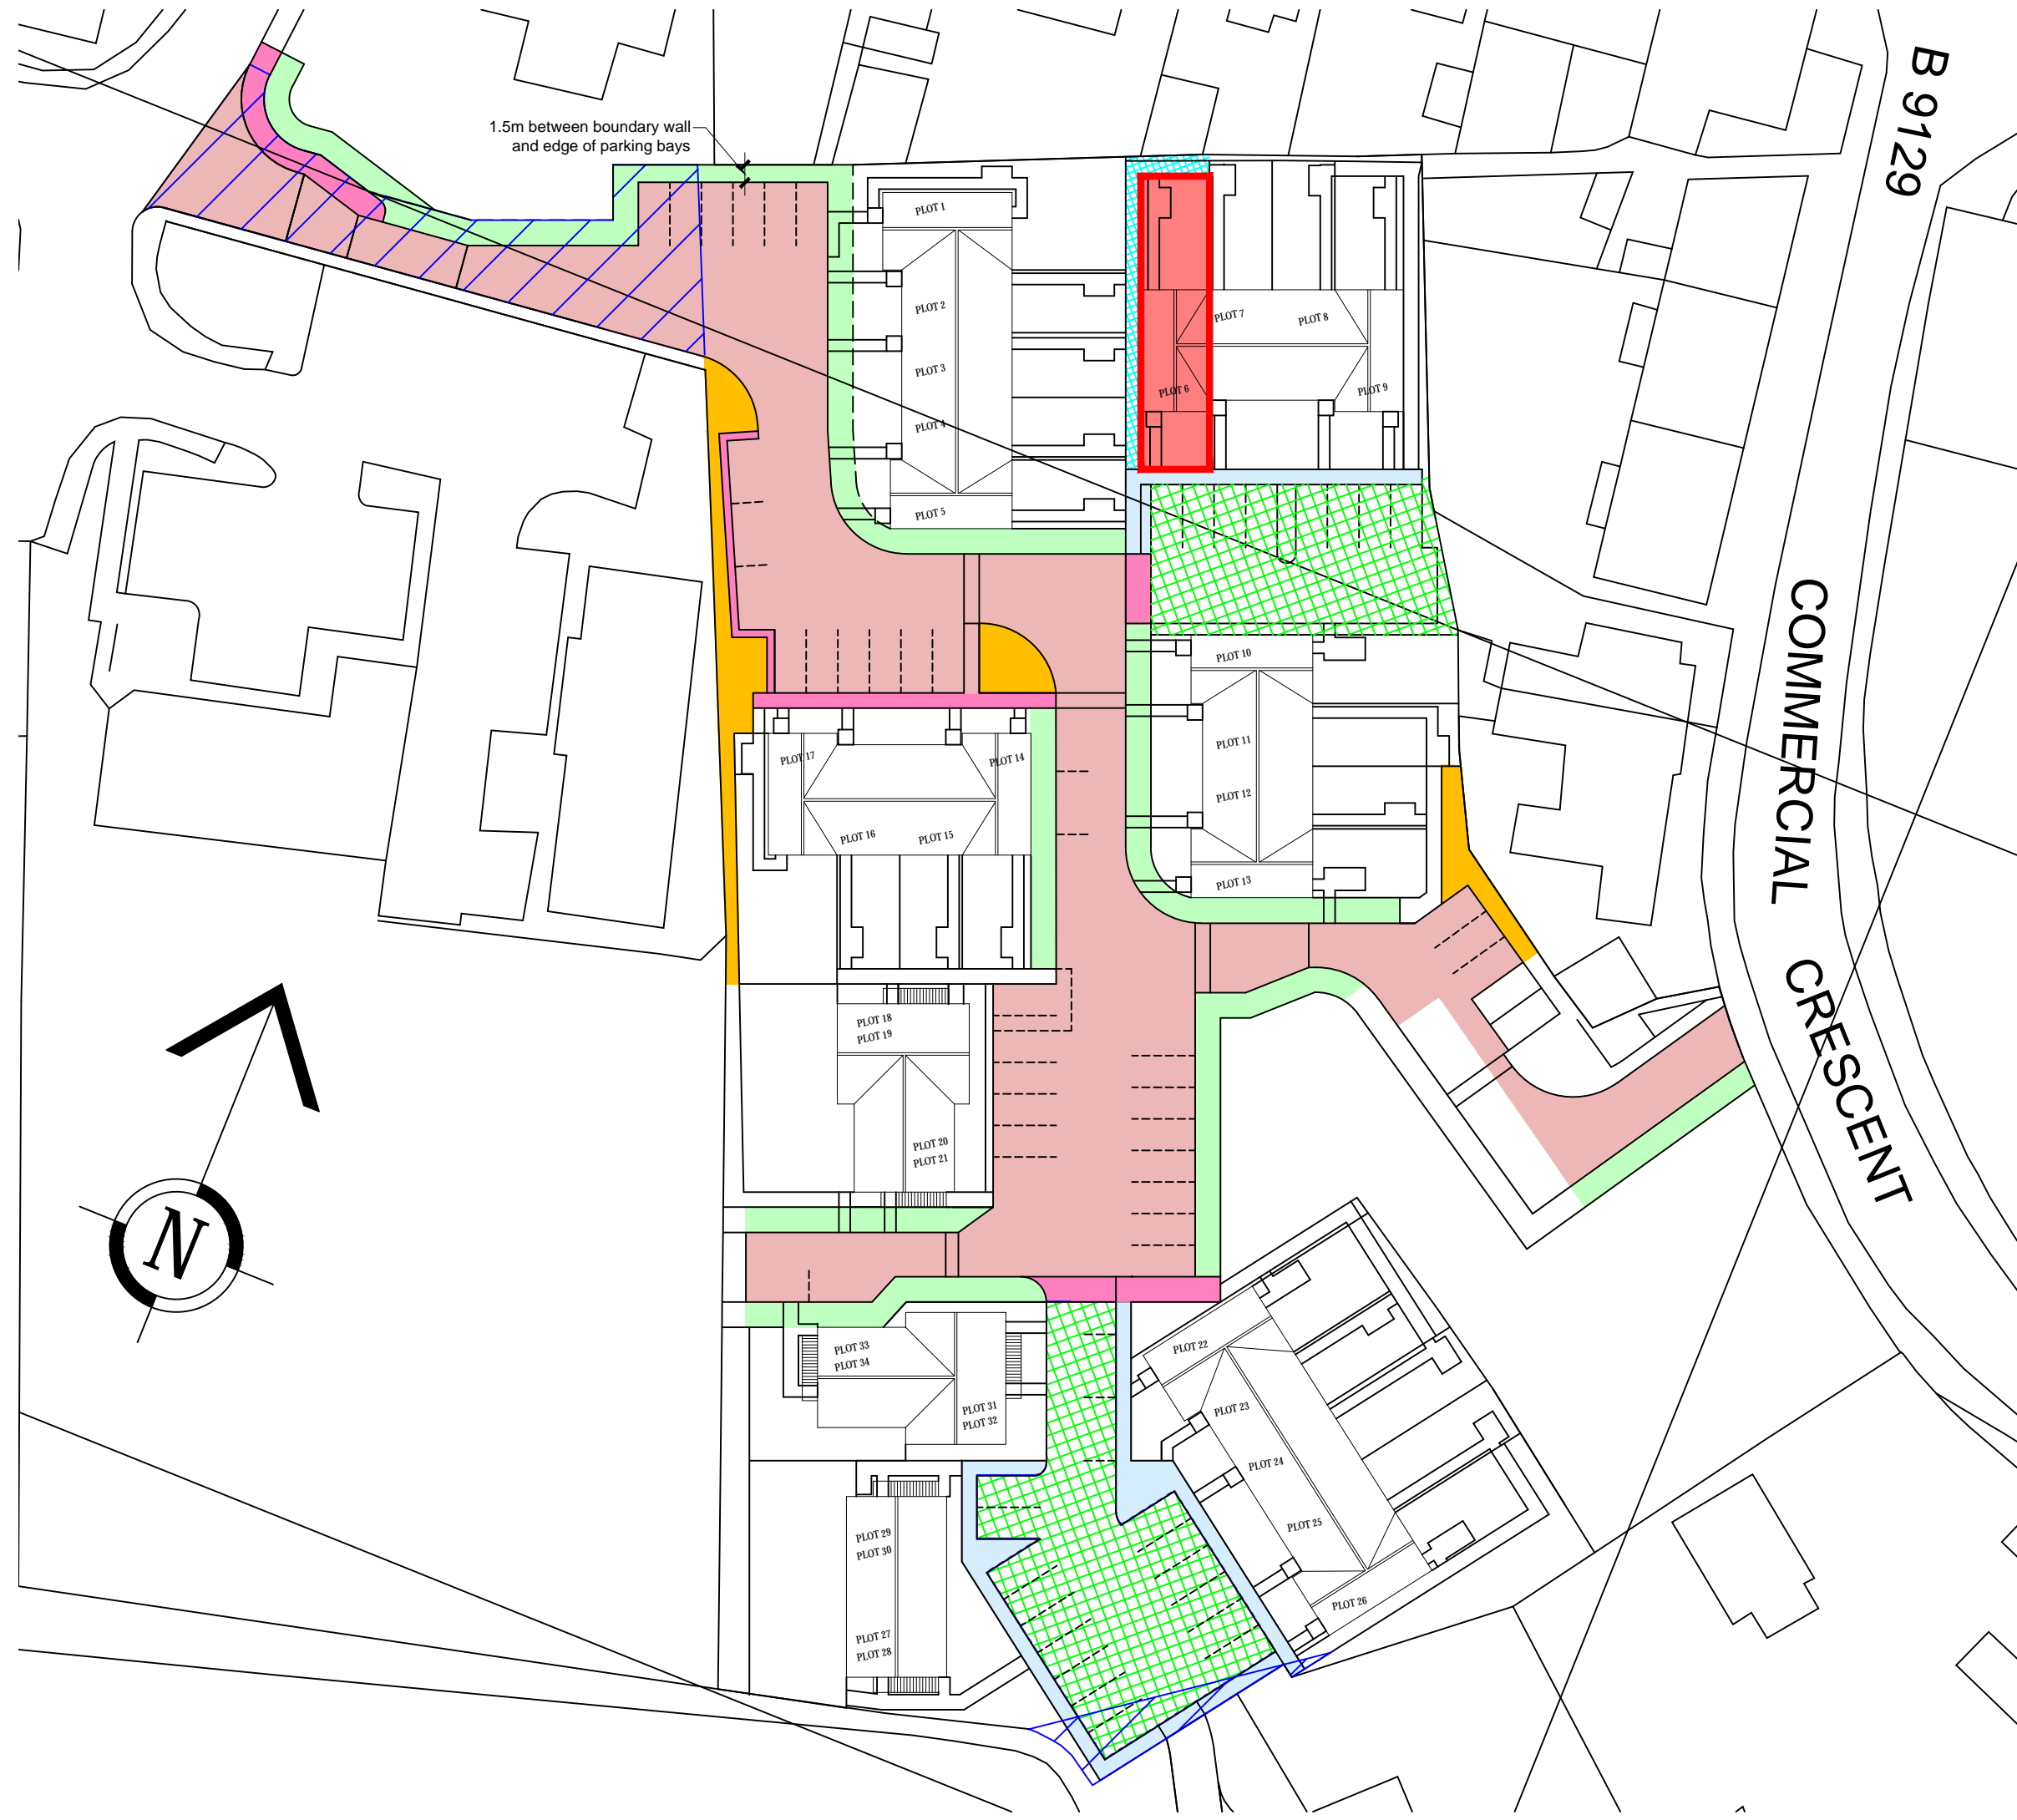 B 9129
1.5m between boundary wall
and edge of parking bays
PLOT 1
PLOT 2
PLOT 3
PLOT 4
PLOT 5
PLOT 7
PLOT 8
PLOT 6
PLOT 9
COMMERCIAL CRESCENT
PLOT 10
PLOT 11
PLOT 12
PLOT 13
PLOT 17
PLOT 14
PLOT 16
PLOT 15
PLOT 18
PLOT 19
PLOT 20
PLOT 21
N
PLOT 22
PLOT 23
PLOT 24
PLOT 25
PLOT 26
PLOT 33
PLOT 34
PLOT 31
PLOT 32
PLOT 29
PLOT 30
PLOT 27
PLOT 28